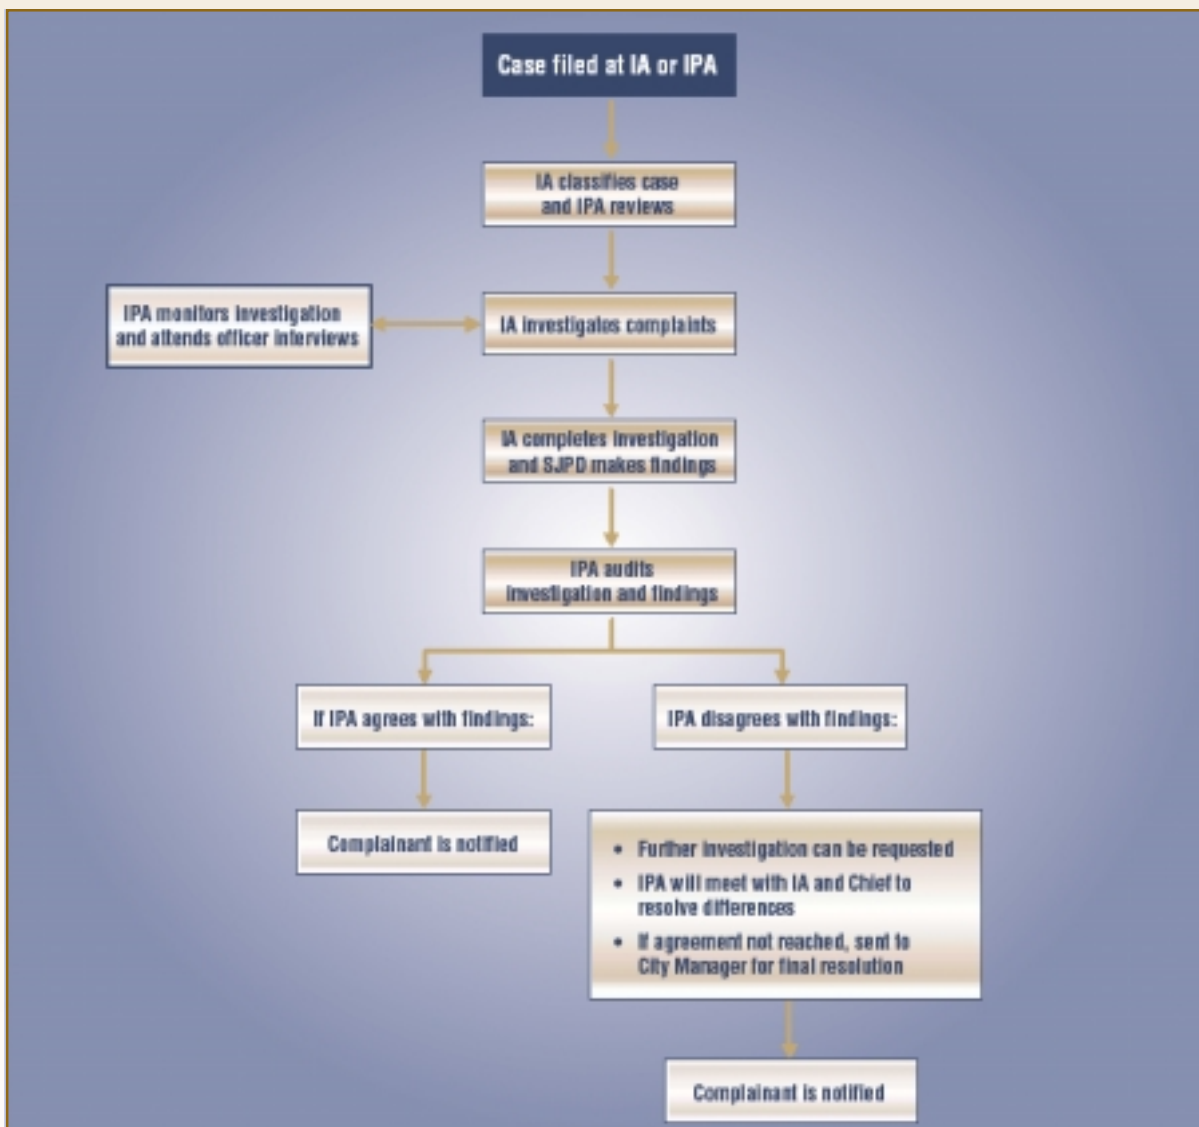 Case filed at IA or IPA
IA classifies case
and IPA reviews
IPA monitors investigation
and attends officer interviews
IA investigates complaints
IA completes investigation
and SJPD makes findings
IPA audits
investigation and findings
If IPA agrees with findings:
IPA disagrees with findings:
Complainant is notified
• Further investigation can be requested
• IPA will meet with IA and Chief to
resolve differences
• If agreement not reached, sent to
City Manager for final resolution
Complainant is notified